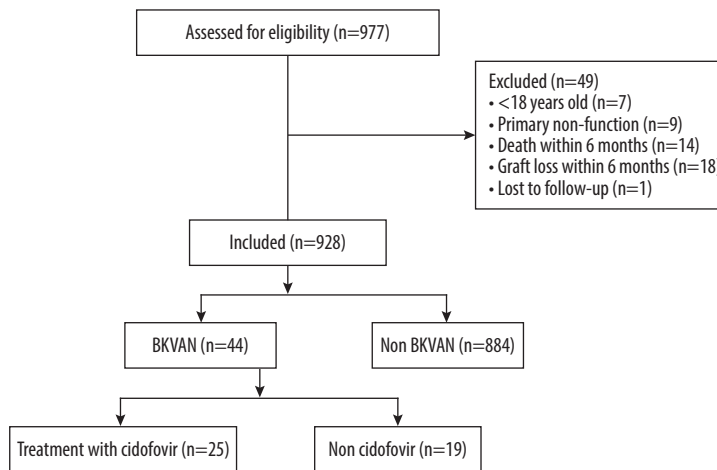 Assessed for eligibility (n=977)
Excluded (n=49)
• <18 years old (n=7)
• Primary non-function (n=9)
• Death within 6 months (n=14)
• Graft loss within 6 months (n=18)
• Lost to follow-up (n=1)
Included (n=928)
BKVAN (n=44)
Non BKVAN (n=884)
Treatment with cidofovir (n=25)
Non cidofovir (n=19)